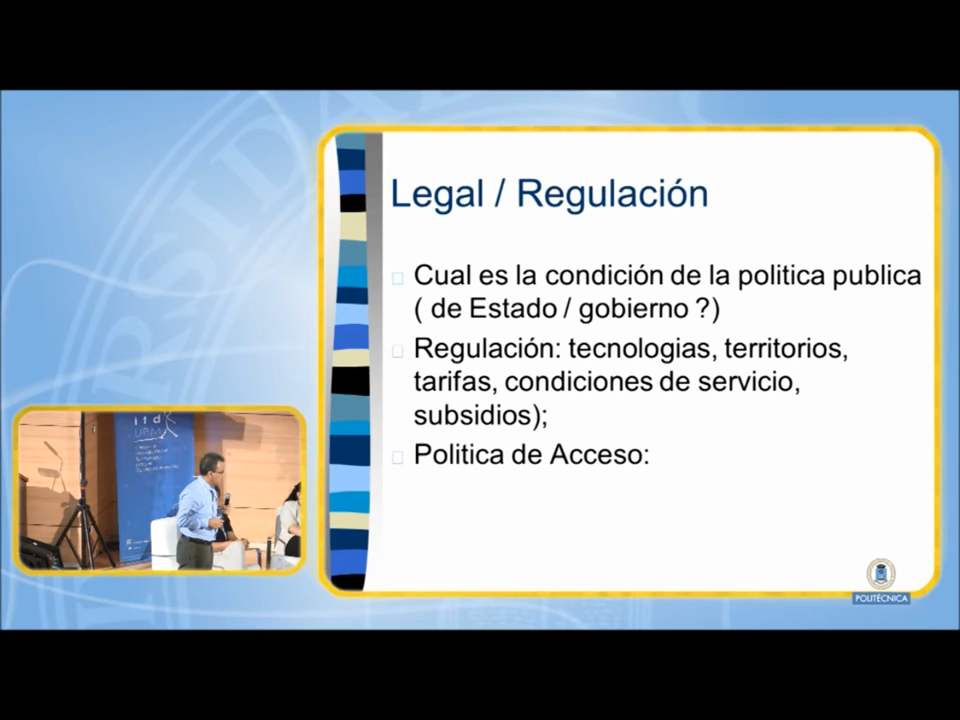 Legal / Regulación
Cual es la condición de la politica publica
( de Estado / gobierno ?)
Regulación: tecnologias, territorios,
tarifas, condiciones de servicio,
subsidios);
Politica de Acceso:
POLITÉCNICA
itd
UPM